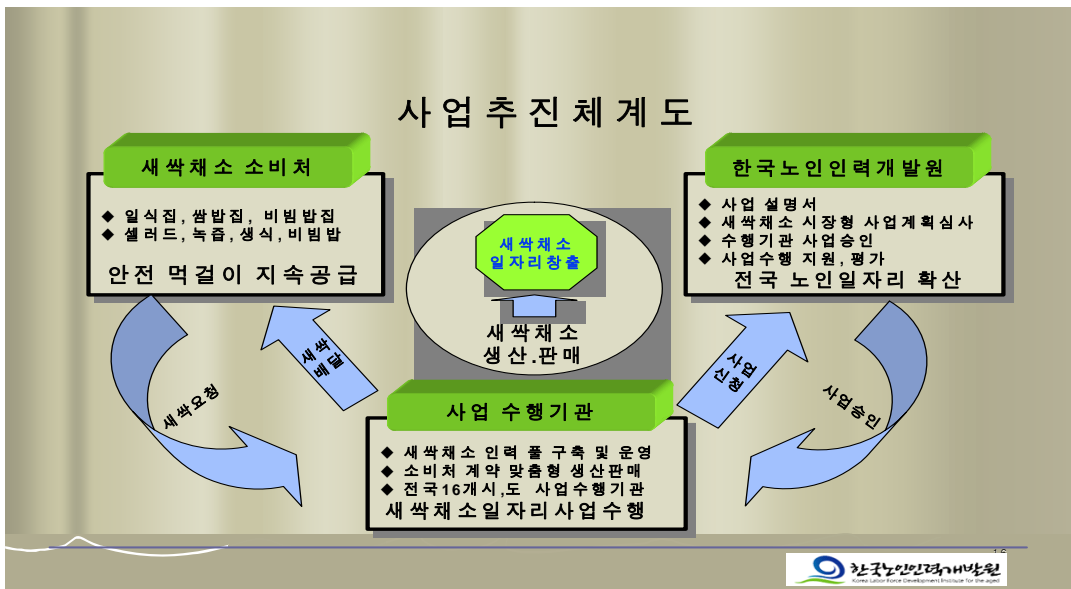 사업추진체계도
새싹채소 소비처
◆ 일식집, 쌈밥집, 비빔밥집
◆ 샐러드, 녹즙, 생식, 비빔밥
안전 먹걸이 지속공급
한국노인인력개발원
◆ 사업 설명서
◆ 새싹채소 시장형 사업계획심사
◆ 수행기관 사업승인
◆ 사업수행 지원, 평가
전국 노인일자리 확산
새싹채소
일자리창출
새싹채소
생산.판매
새싹
배달
새싹요청
사업
신청
사업승인
사업 수행기관
◆ 새싹채소 인력 풀 구축 및 운영
◆ 소비처 계약 맞춤형 생산판매
◆ 전국16개시,도 사업수행기관
새싹채소일자리사업수행
16
한국노인인력개발원
Korea Labor Force Development Institute for the aged